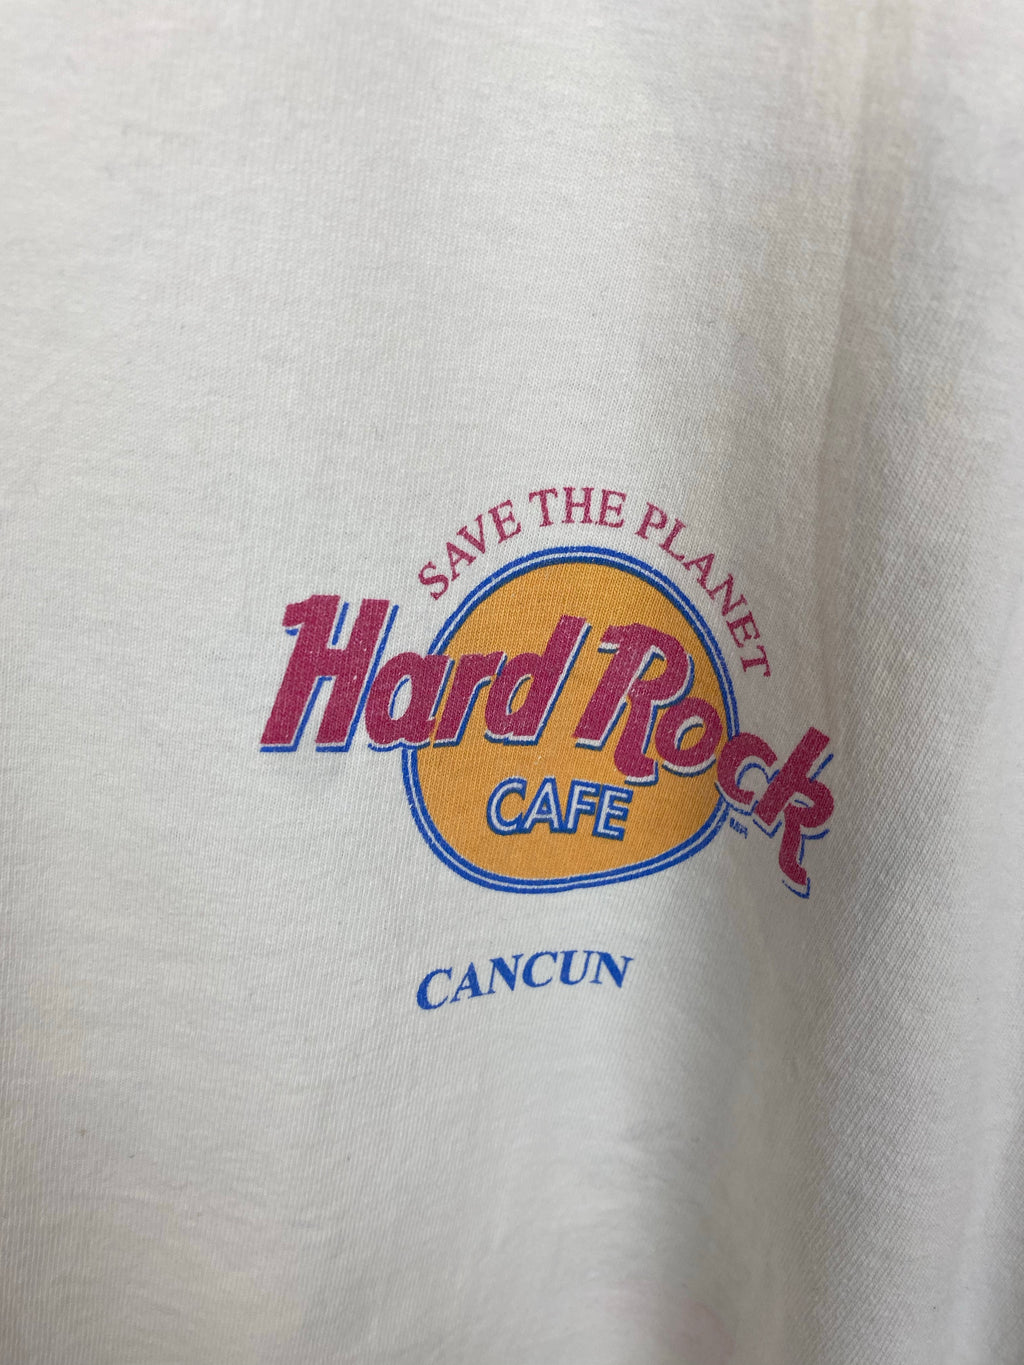 SAVE THE PLANET
Hard Rock
CAFE
CANCUN